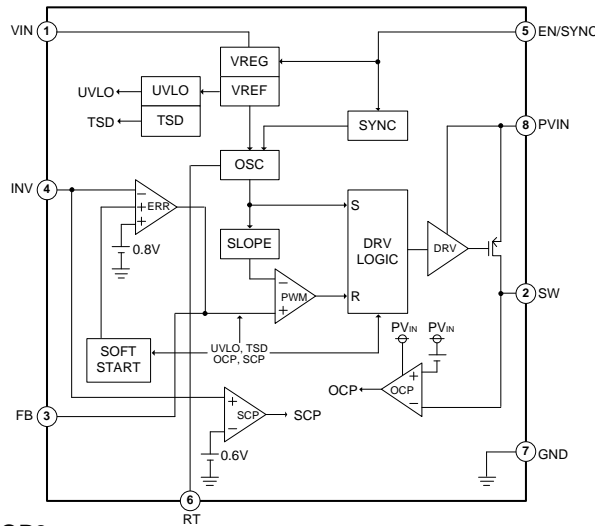 VIN
1
5
EN/SYNC
VREG
UVLO
UVLO
VREF
TSD
TSD
SYNC
8
PVIN
OSC
INV
4
ERR
S
DRV
LOGIC
DRV
SLOPE
0.8V
PWM
R
2
SW
SOFT
START
UVLO, TSD
OCP, SCP
PVIN
PVIN
OCP
OCP
FB
3
SCP
SCP
0.6V
7
GND
6
RT